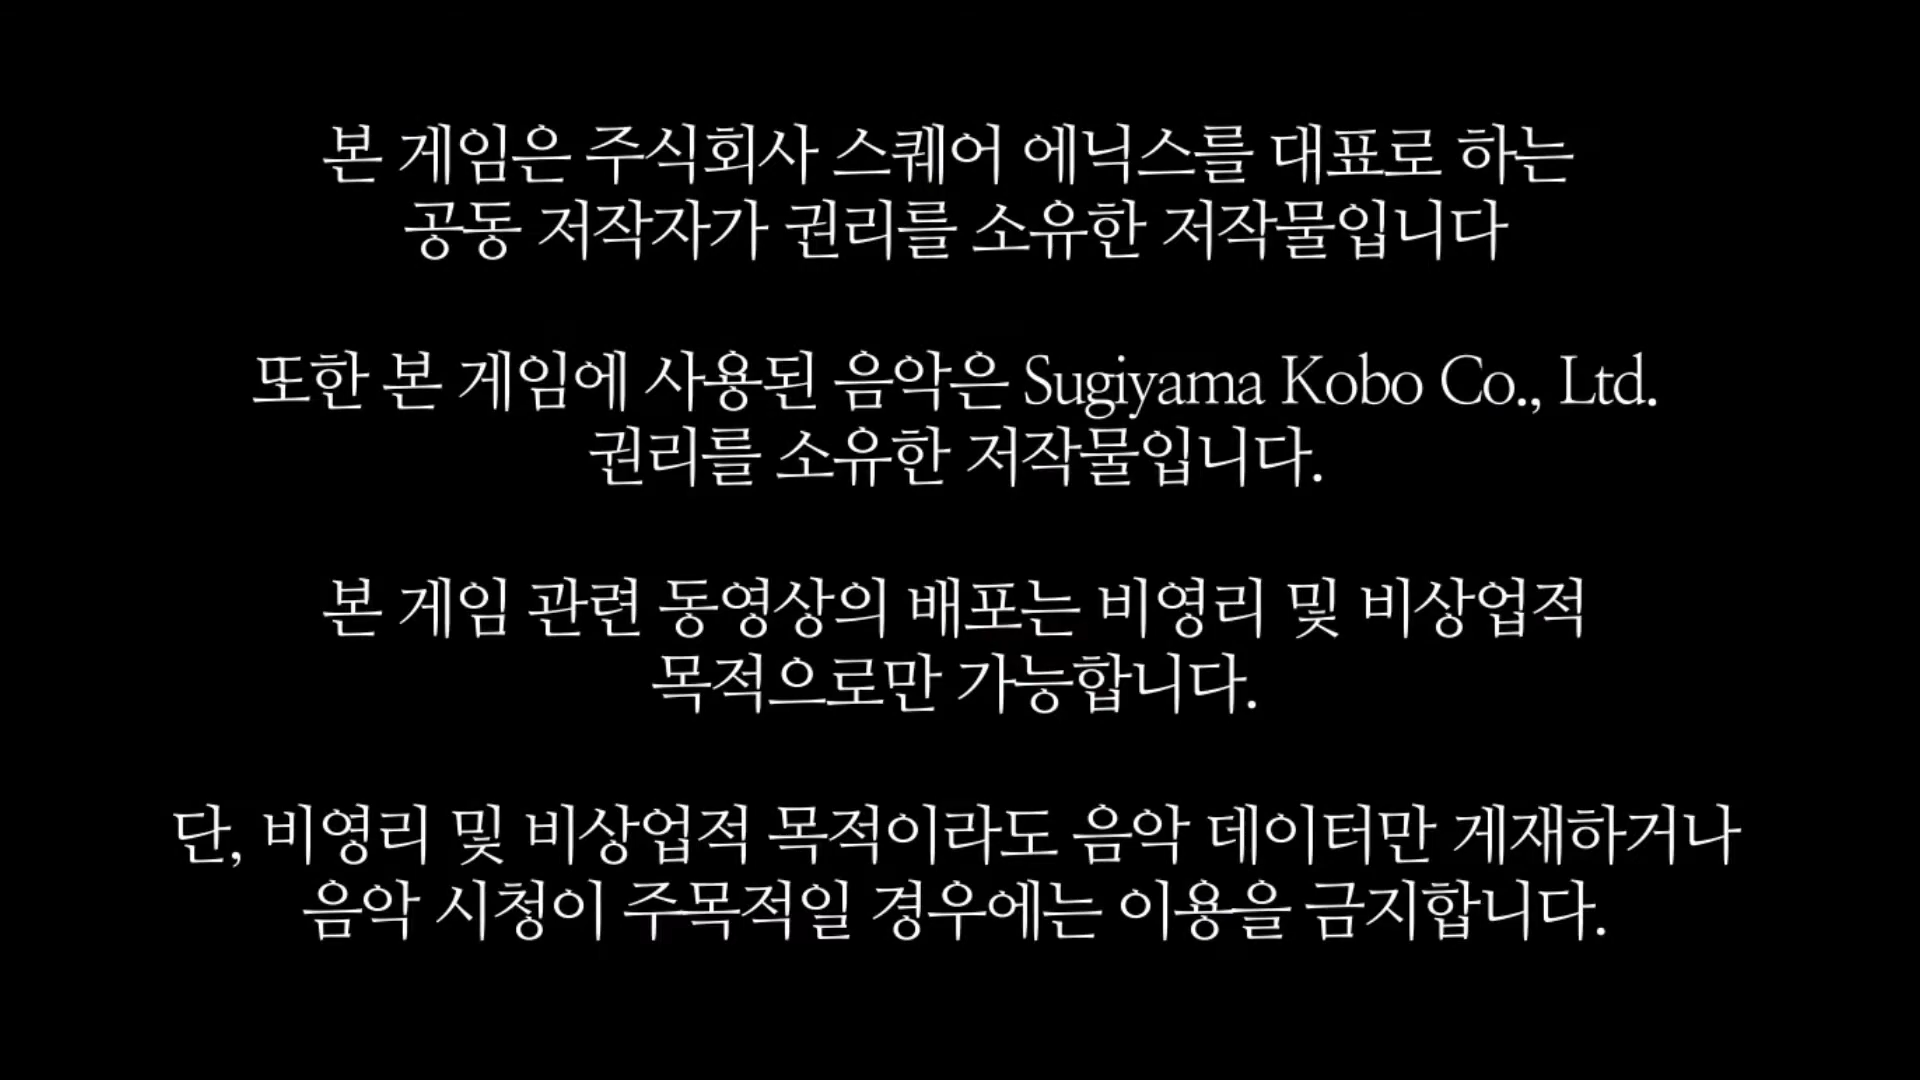 본 게임은 주식회사 스퀘어 에닉스를 대표로 하는
공동 저작자가 권리를 소유한 저작물입니다
또한 본 게임에 사용된 음악은 Sugiyama Kobo Co., Ltd.
권리를 소유한 저작물입니다.
본 게임 관련 동영상의 배포는 비영리 및 비상업적
목적으로만 가능합니다.
단, 비영리 및 비상업적 목적이라도 음악 데이터만 게재하거나
음악 시청이 주목적일 경우에는 이용을 금지합니다.